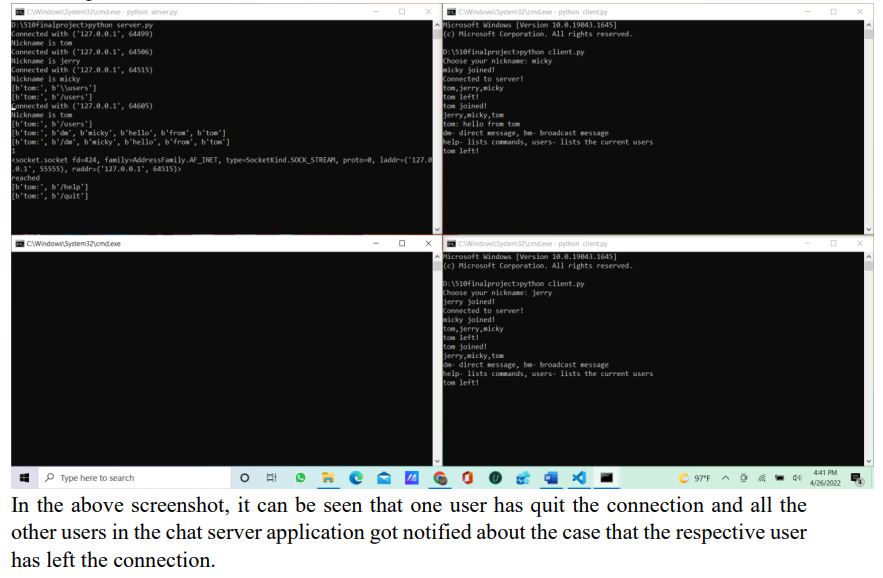 C:\Windows\System32\cmd.exe - python server.py
D:\510finalproject>python server.py
Connected with ('127.0.0.1', 64499)
Nickname is tom
Connected with ('127.0.0.1', 64506)
Nickname is jerry
Connected with ('127.0.0.1', 64515)
Nickname is micky
[b'tom:', b'\\users']
[b'tom:', b'/users']
Connected with ('127.0.0.1', 64605)
Nickname is tom
[b'tom:', b'/users']
[b'tom:', b'dm', b'micky', b'hello', b'from', b'tom']
[b'tom:', b'/dm', b'micky', b'hello', b'from', b'tom']
1
<socket.socket fd=424, family=AddressFamily.AF_INET, type=SocketKind.SOCK_STREAM, proto=0, laddr=('127.0
.0.1', 55555), raddr=('127.0.0.1', 64515)>
reached
[b'tom:', b'/help']
[b'tom:', b'/quit']
C:\Windows\System32\cmd.exe - python client.py
Microsoft Windows [Version 10.0.19043.1645]
(c) Microsoft Corporation. All rights reserved.
D:\510finalproject>python client.py
Choose your nickname: micky
micky joined!
Connected to server!
tom,jerry,micky
tom left!
tom joined!
jerry,micky,tom
tom: hello from tom
dm- direct message, bm- broadcast message
help- lists commands, users- lists the current users
tom left!
C:\Windows\System32\cmd.exe
C:\Windows\System32\cmd.exe - python client.py
Microsoft Windows [Version 10.0.19043.1645]
(c) Microsoft Corporation. All rights reserved.
D:\510finalproject>python client.py
Choose your nickname: jerry
jerry joined!
Connected to server!
micky joined!
tom,jerry,micky
tom left!
tom joined!
jerry,micky,tom
dm- direct message, bm- broadcast message
help- lists commands, users- lists the current users
tom left!
Type here to search
97°F
4:41 PM
4/26/2022
In the above screenshot, it can be seen that one user has quit the connection and all the
other users in the chat server application got notified about the case that the respective user
has left the connection.